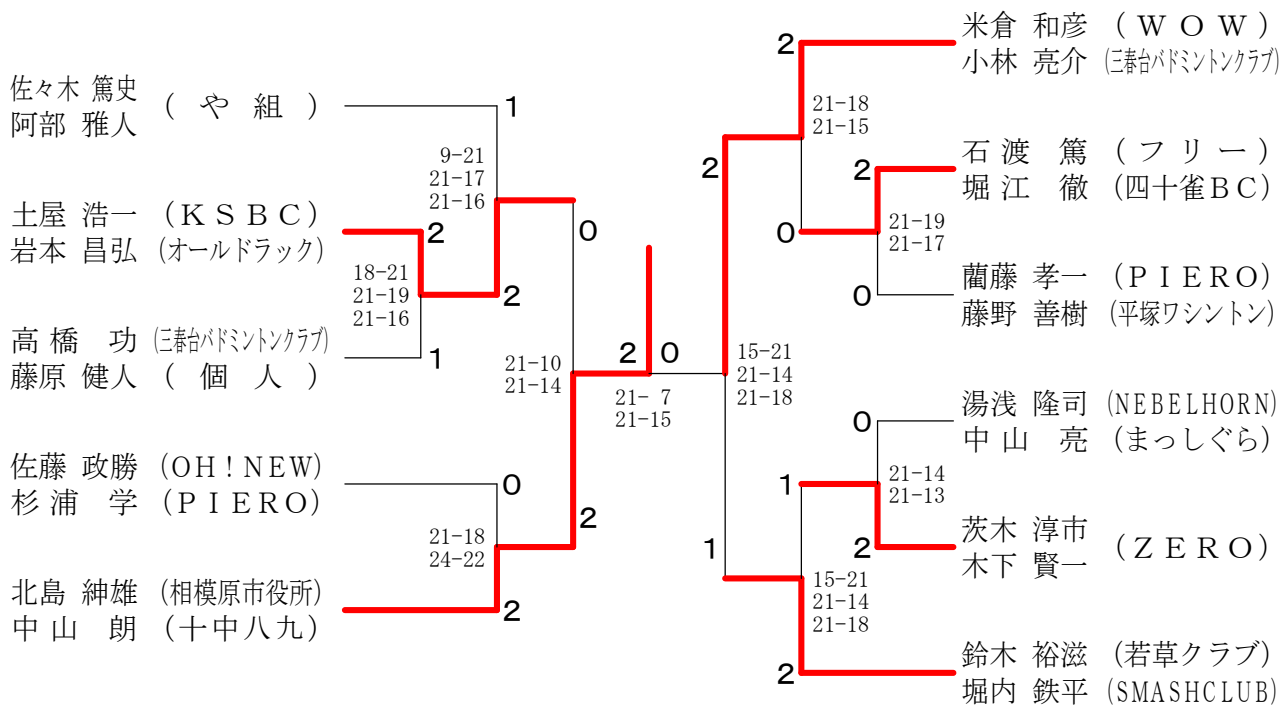 佐々木 篤史
阿部 雅人
( や 組 )
土屋 浩一 (KSBC)
岩本 昌弘 (オールドラック)
高橋 功 (三春台バドミントンクラブ)
藤原 健人 ( 個 人 )
佐藤 政勝 (OH!NEW)
杉浦 学 (PIERO)
北島 紳雄 (相模原市役所)
中山 朗 (十中八九)
1
9-21
21-17
21-16
2
18-21
21-19
21-16
1
2
0
21-10
21-14
0
21-18
24-22
2
2
2
0
21- 7
21-15
2
15-21
21-14
21-18
1
2
21-18
21-15
0
2
21-19
21-17
0
0
21-14
21-13
2
1
15-21
21-14
21-18
2
米倉 和彦 (WOW)
小林 亮介 (三春台バドミントンクラブ)
石渡 篤 (フリー)
堀江 徹 (四十雀BC)
藺藤 孝一 (PIERO)
藤野 善樹 (平塚ワシントン)
湯浅 隆司 (NEBELHORN)
中山 亮 (まっしぐら)
茨木 淳市
木下 賢一
(ZERO)
鈴木 裕滋 (若草クラブ)
堀内 鉄平 (SMASHCLUB)